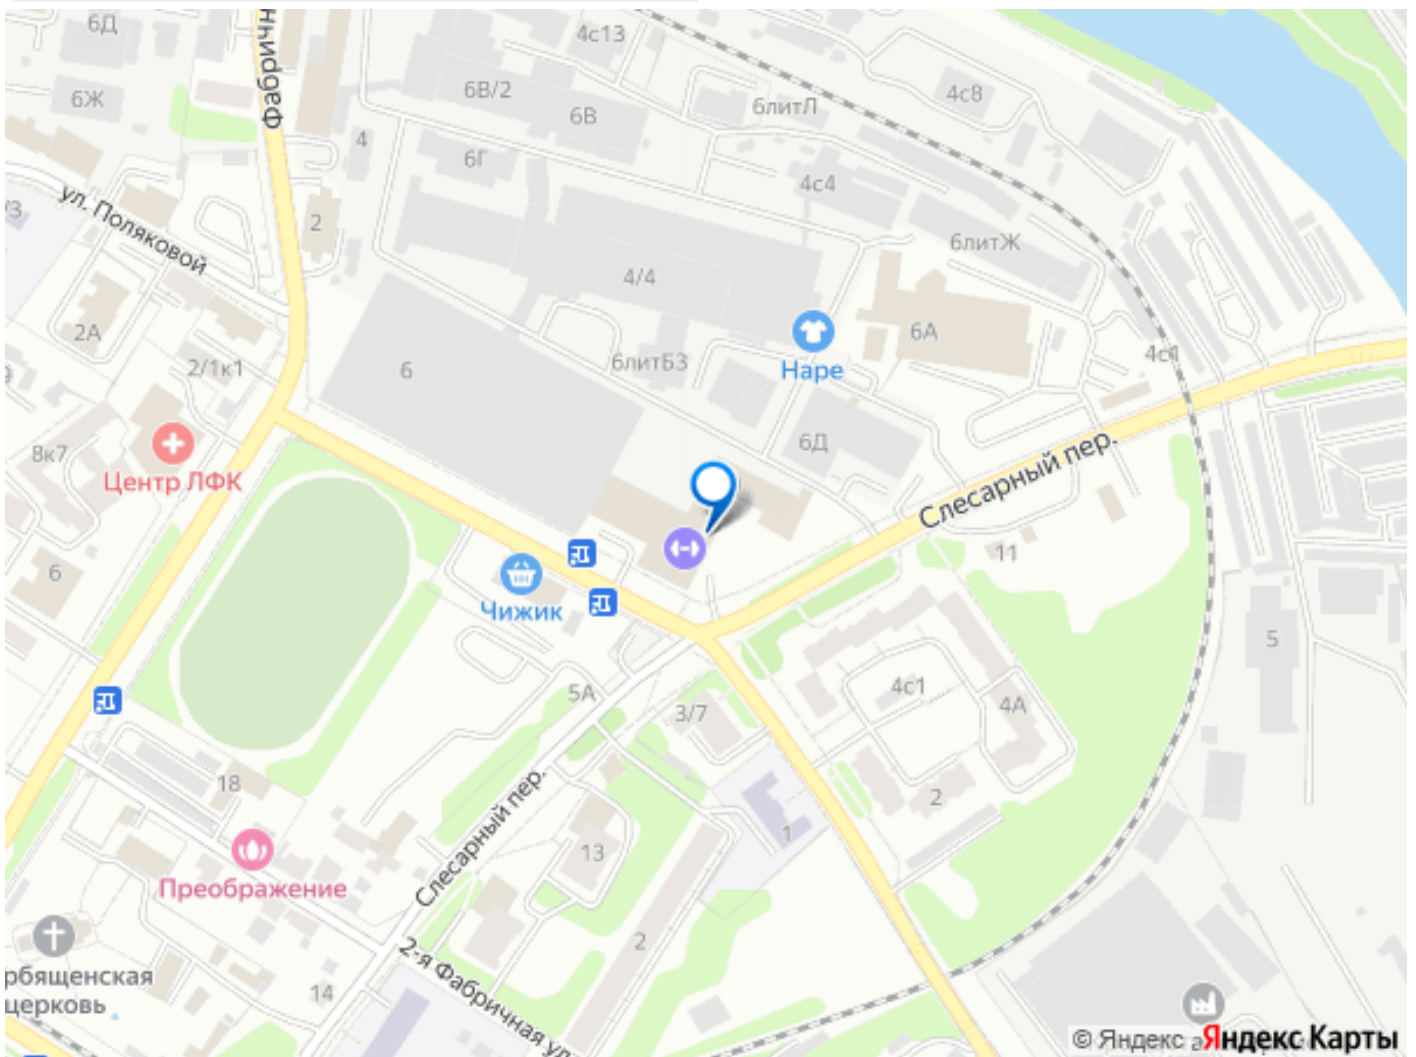 6Д
4с13
Фабричн
6Ж
6В/2
4с8
6В
6литЛ
4
6Г
4с4
ул. Поляковой
/3
2
6литЖ
4/4
2А
6А
4с1
2/1к1
6литБ3
Наре
6
6Д
8к7
Центр ЛФК
Слесарный пер.
11
6
Чижик
5
5А
4с1
3/7
4А
18
Слесарный пер.
2
1
13
Преображение
2
2-я Фабричная ул.
рбященская
церковь
14
© Яндекс
Яндекс Карты